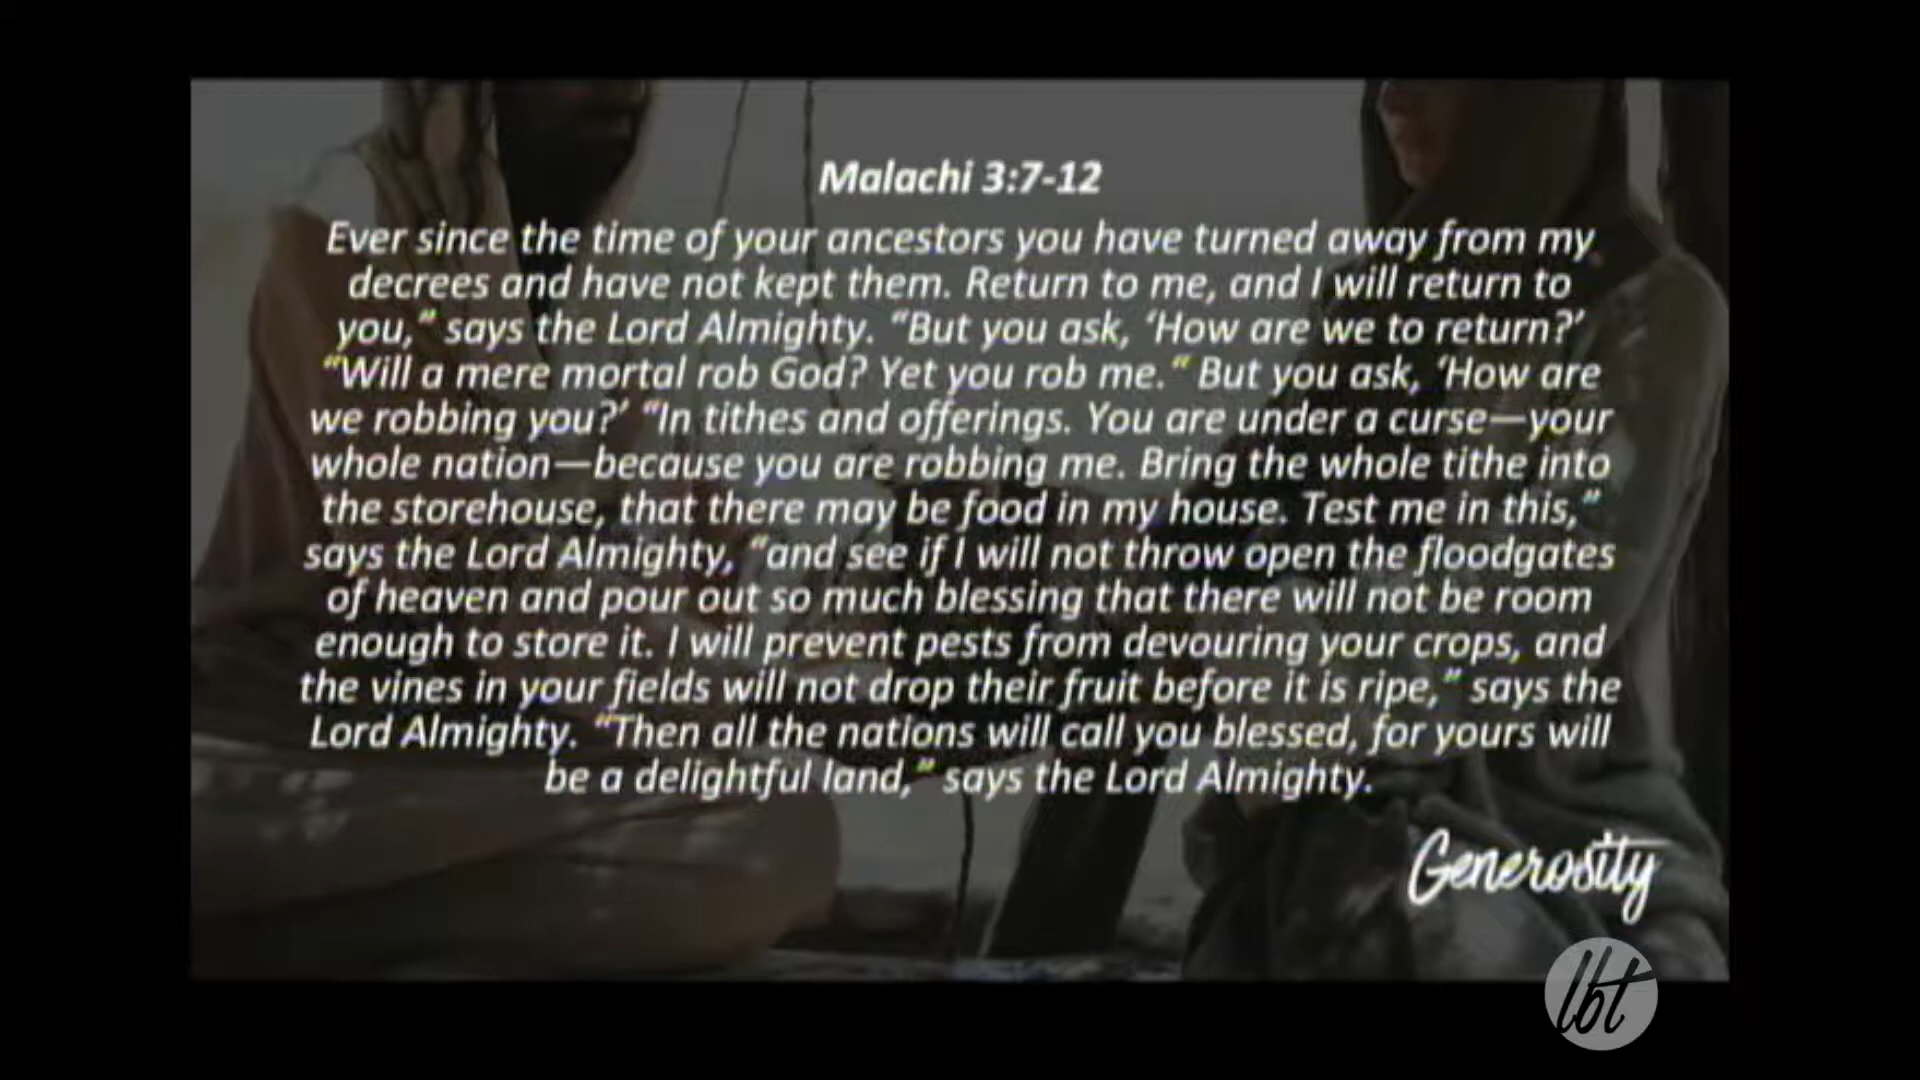 Malachi 3:7-12
Ever since the time of your ancestors you have turned away from my
decrees and have not kept them. Return to me, and I will return to
you,” says the Lord Almighty. “But you ask, ‘How are we to return?’
“Will a mere mortal rob God? Yet you rob me.“ But you ask, ‘How are
we robbing you?’ “In tithes and offerings. You are under a curse—your
whole nation—because you are robbing me. Bring the whole tithe into
the storehouse, that there may be food in my house. Test me in this,”
says the Lord Almighty, “and see if I will not throw open the floodgates
of heaven and pour out so much blessing that there will not be room
enough to store it. I will prevent pests from devouring your crops, and
the vines in your fields will not drop their fruit before it is ripe,” says the
Lord Almighty. “Then all the nations will call you blessed, for yours will
be a delightful land,” says the Lord Almighty.
Generosity
lbt